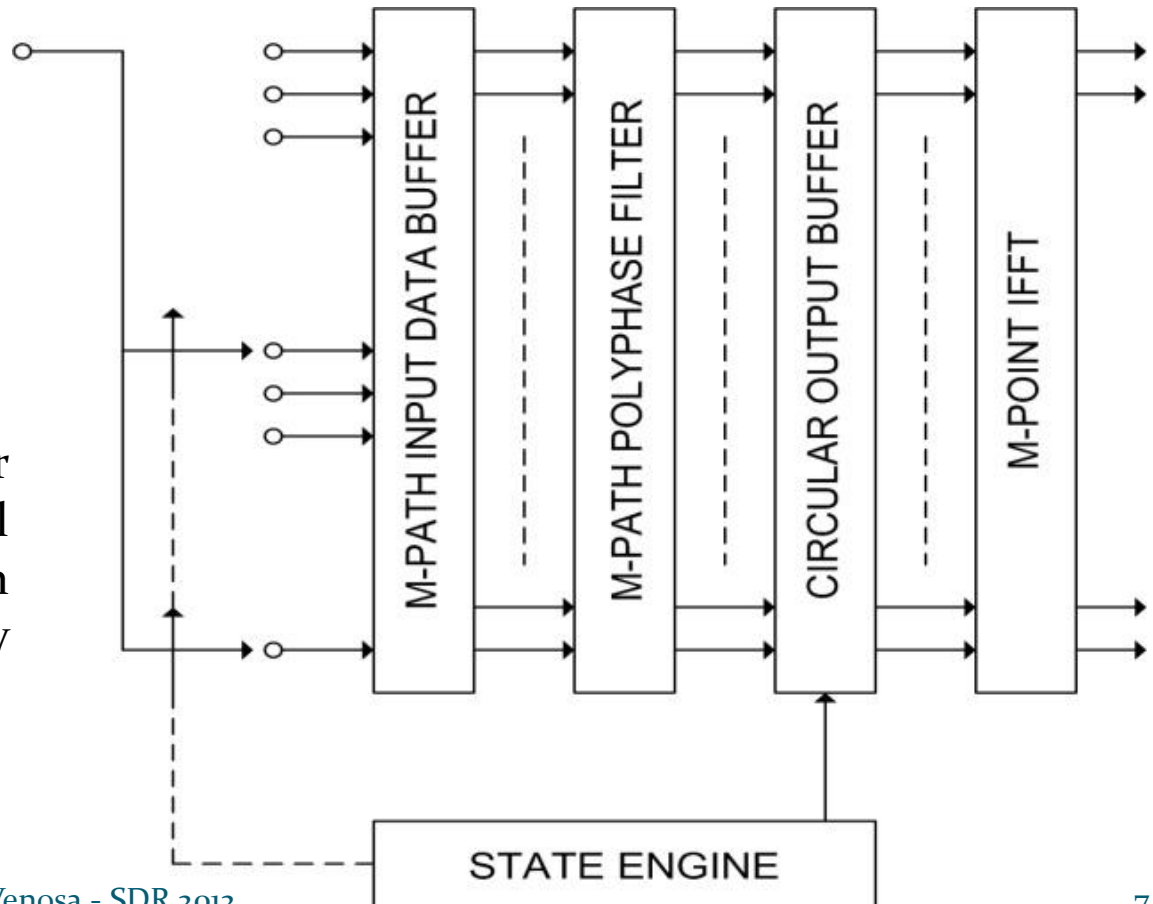 M-PATH INPUT DATA BUFFER
M-PATH POLYPHASE FILTER
CIRCULAR OUTPUT BUFFER
M-POINT IFFT
STATE ENGINE
Venosa - SDR 2013
7